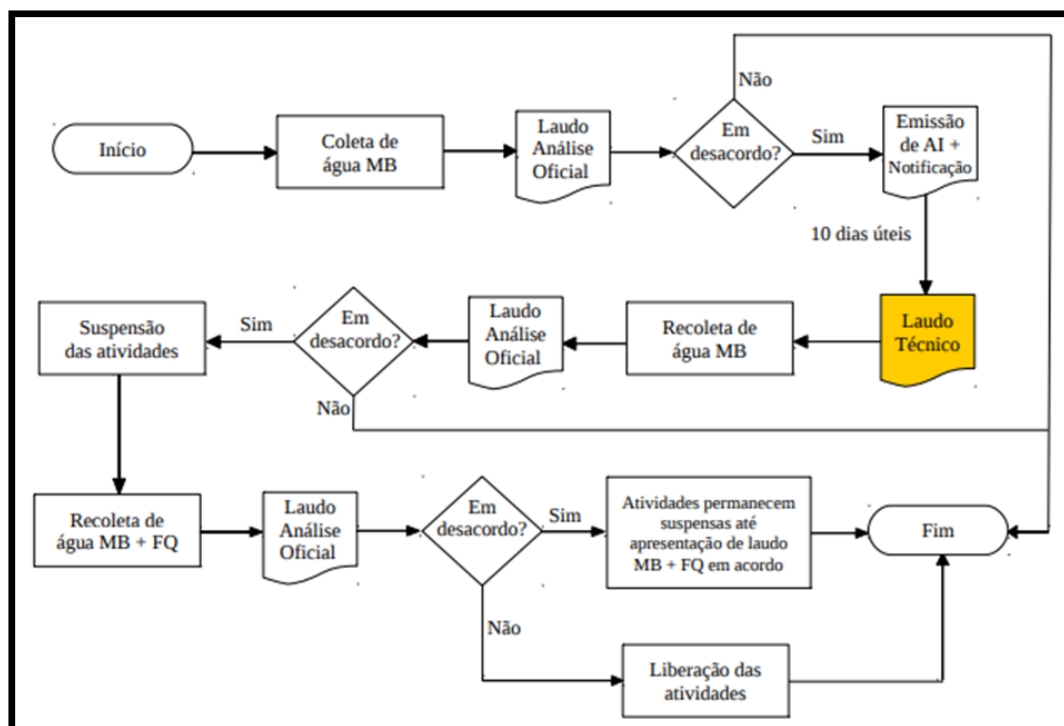 Início
Coleta de
água MB
Laudo
Análise
Oficial
Em
desacordo?
Não
Sim
Emissão
de AI +
Notificação
10 dias úteis
Laudo
Técnico
Recoleta de
água MB
Laudo
Análise
Oficial
Em
desacordo?
Sim
Não
Suspensão
das atividades
Recoleta de
água MB + FQ
Laudo
Análise
Oficial
Em
desacordo?
Sim
Não
Atividades permanecem
suspensas até
apresentação de laudo
MB + FQ em acordo
Fim
Liberação das
atividades